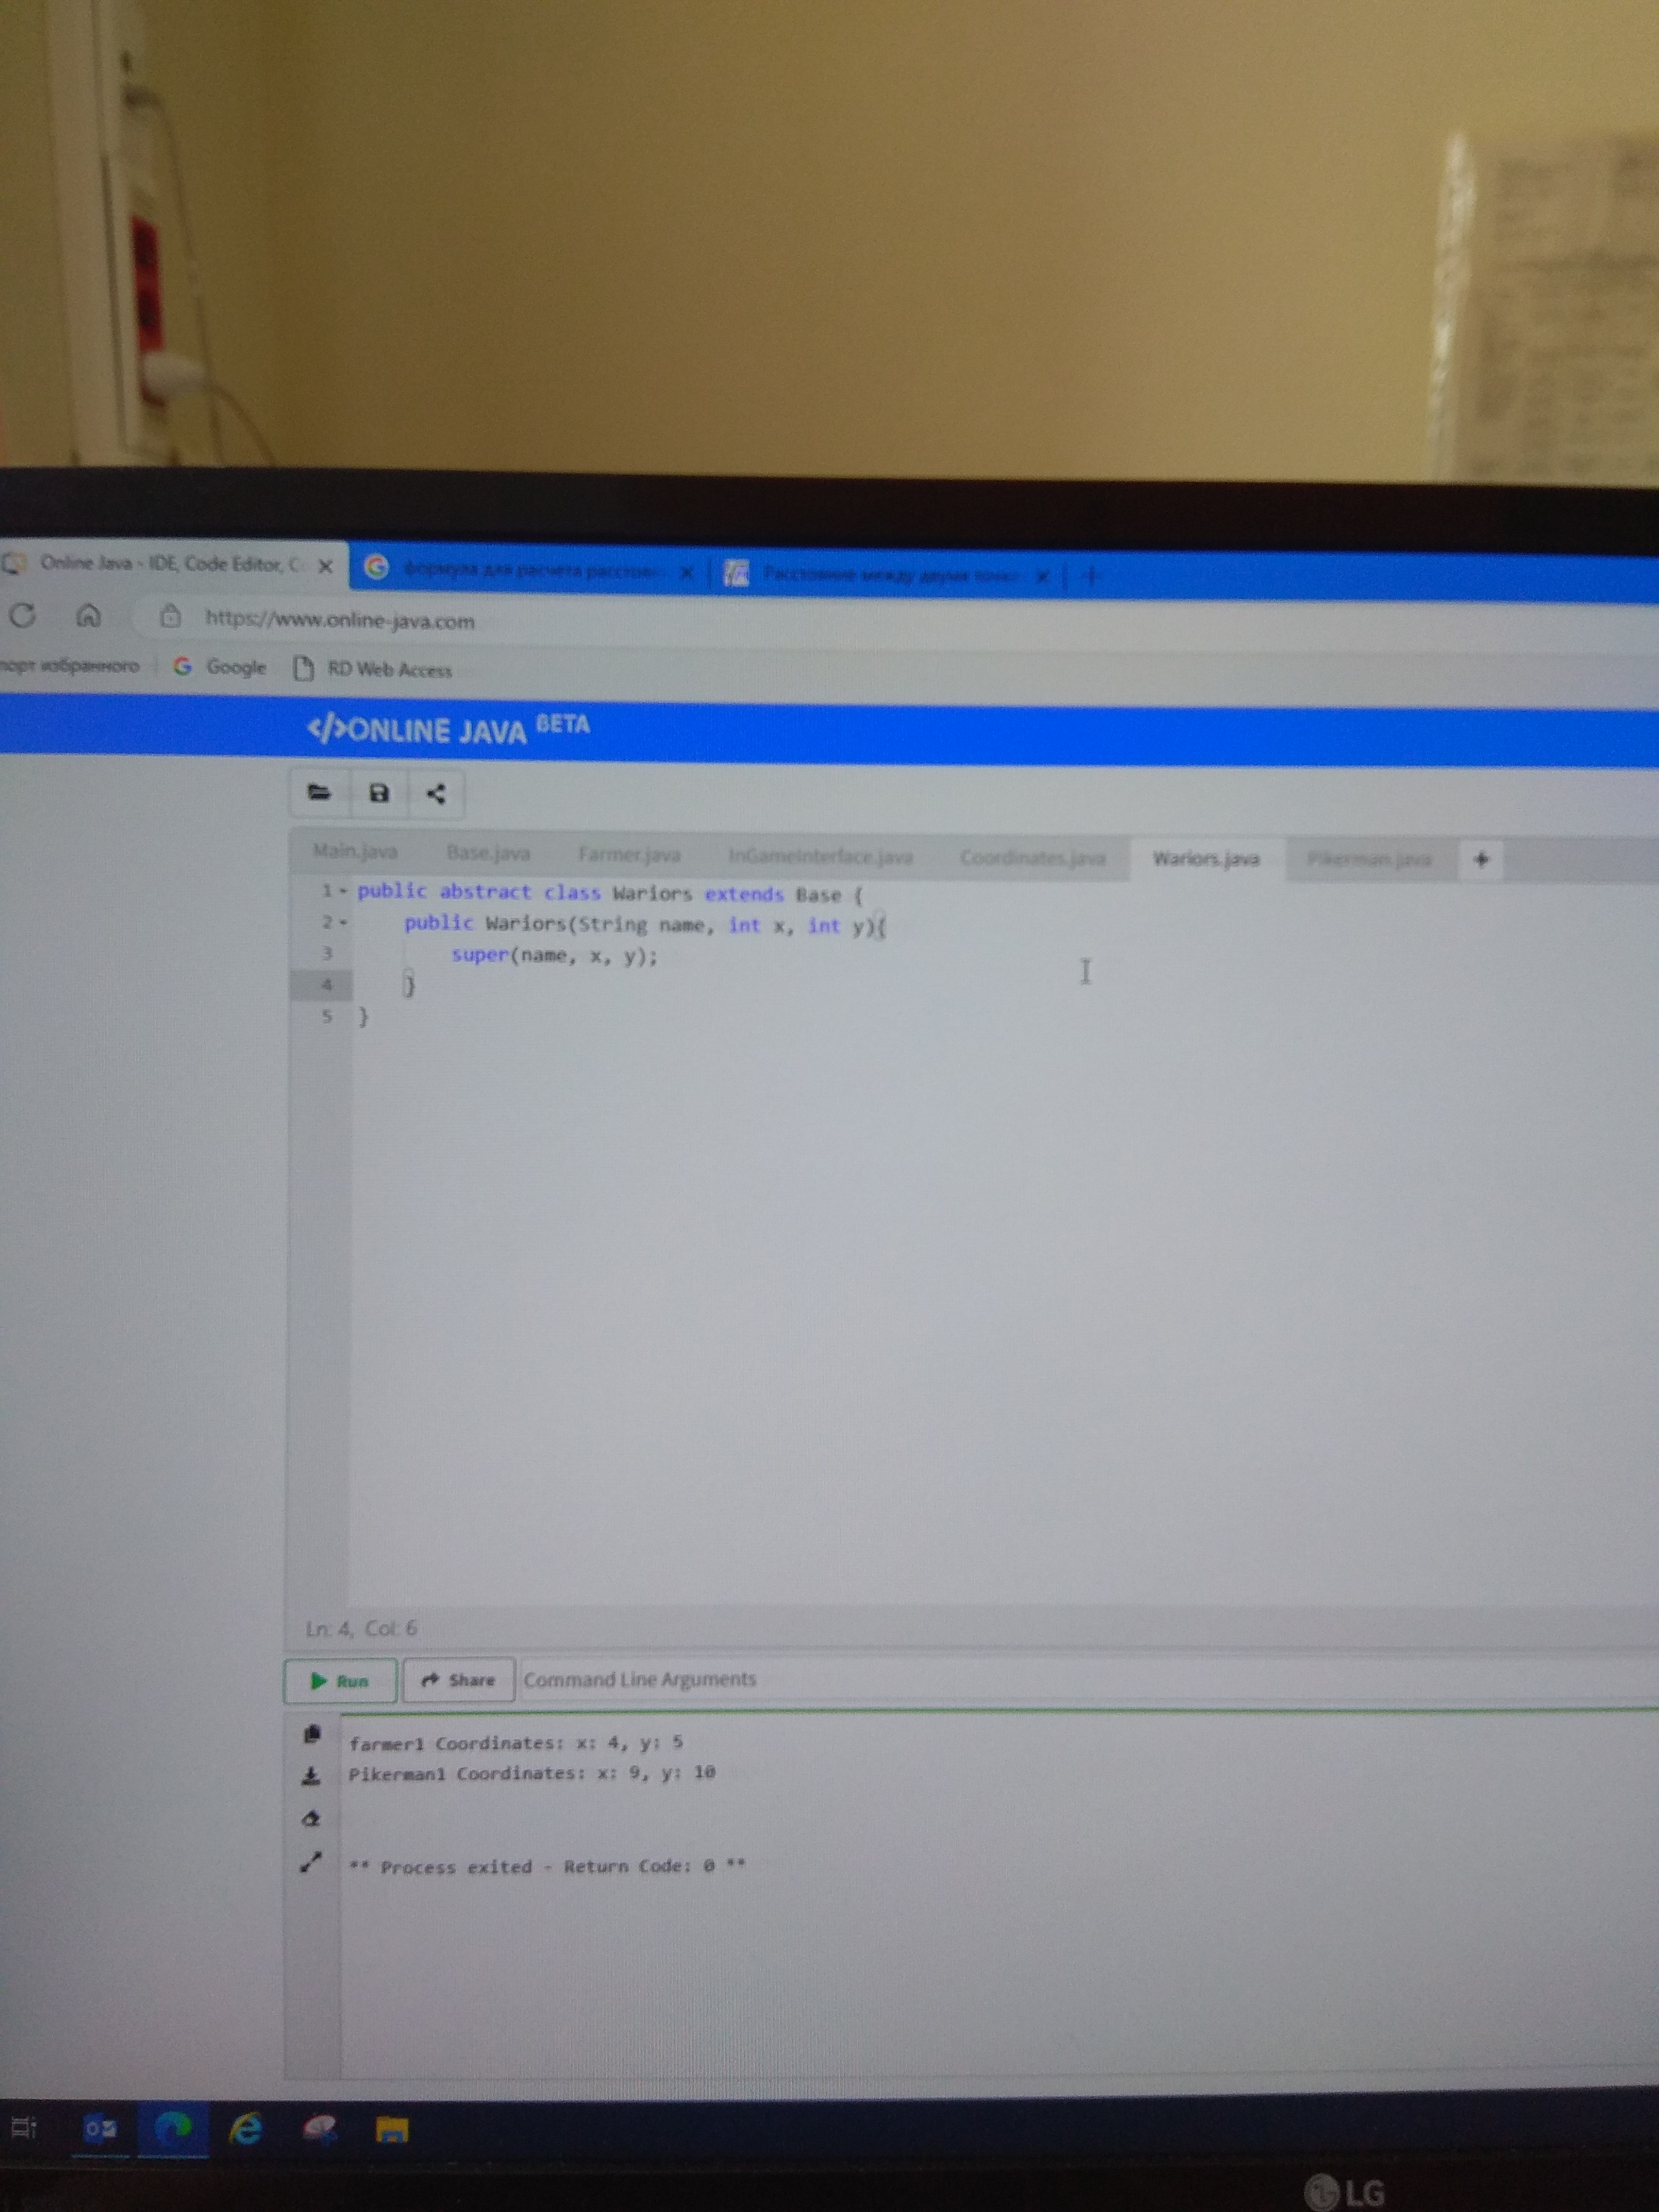 Online Java - IDE, Code Editor, C
формула для расчета расстоян
Расстояние между двумя точка
https://www.online-java.com
порт избранного
Google
RD Web Access
</>ONLINE JAVA BETA
Main.java Base.java Farmer.java InGameInterface.java Coordinates.java Wariors.java Pikerman.java +
1 public abstract class Wariors extends Base {
2 public Wariors(String name, int x, int y){
3 super(name, x, y);
4 }
5 }
Ln: 4, Col: 6
Run Share Command Line Arguments
farmer1 Coordinates: x: 4, y: 5
Pikerman1 Coordinates: x: 9, y: 10
** Process exited - Return Code: 0 **
LG